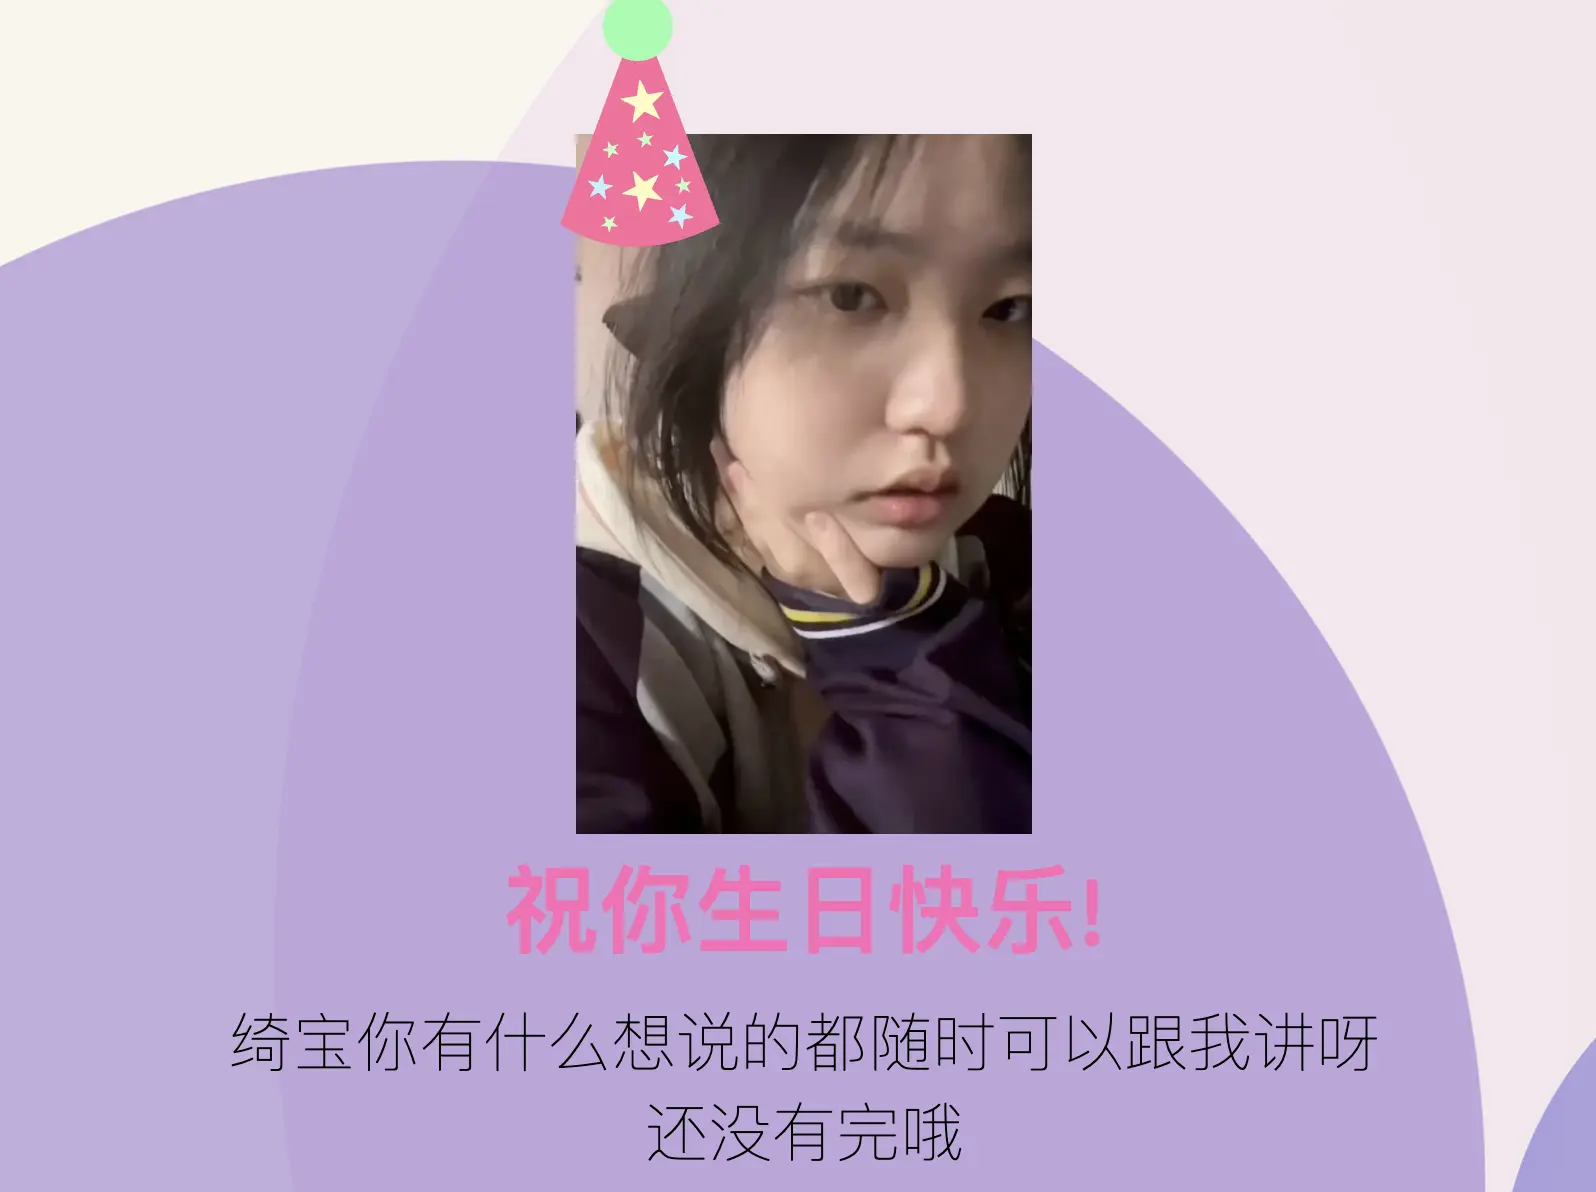 祝你生日快乐!
绮宝你有什么想说的都随时可以跟我讲呀
还没有完哦